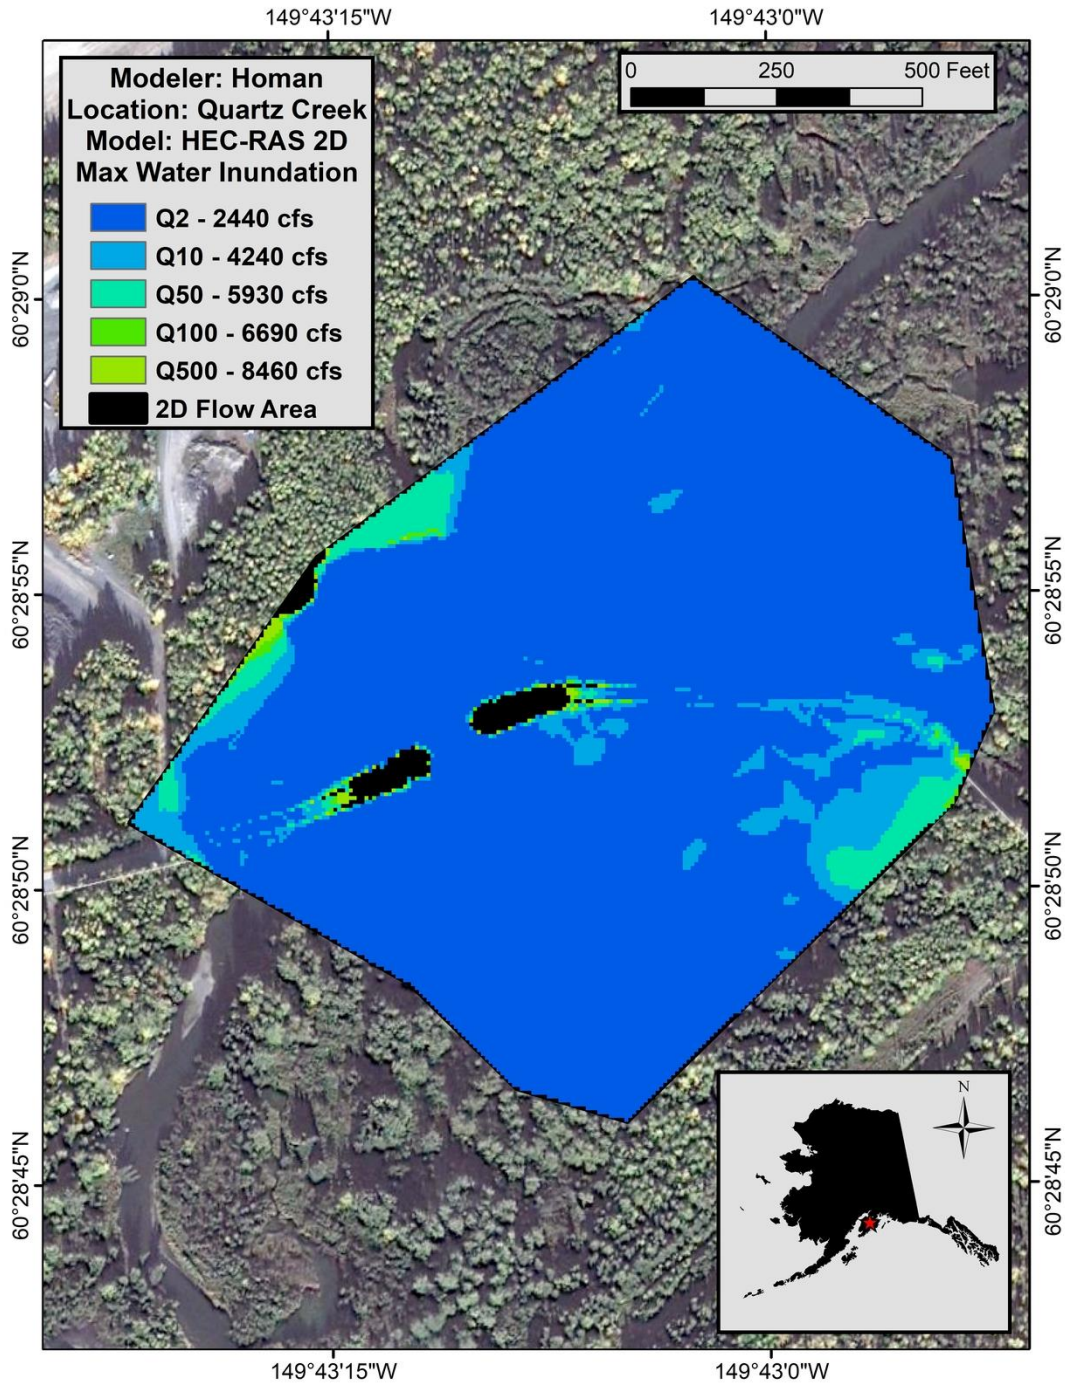 149°43'15"W 149°43'0"W
Modeler: Homan
Location: Quartz Creek
Model: HEC-RAS 2D
Max Water Inundation
Q2 - 2440 cfs
Q10 - 4240 cfs
Q50 - 5930 cfs
Q100 - 6690 cfs
Q500 - 8460 cfs
2D Flow Area
0 250 500 Feet
60°29'0"N
60°29'0"N
60°28'55"N
60°28'55"N
60°28'50"N
60°28'50"N
60°28'45"N
60°28'45"N
N
149°43'15"W 149°43'0"W